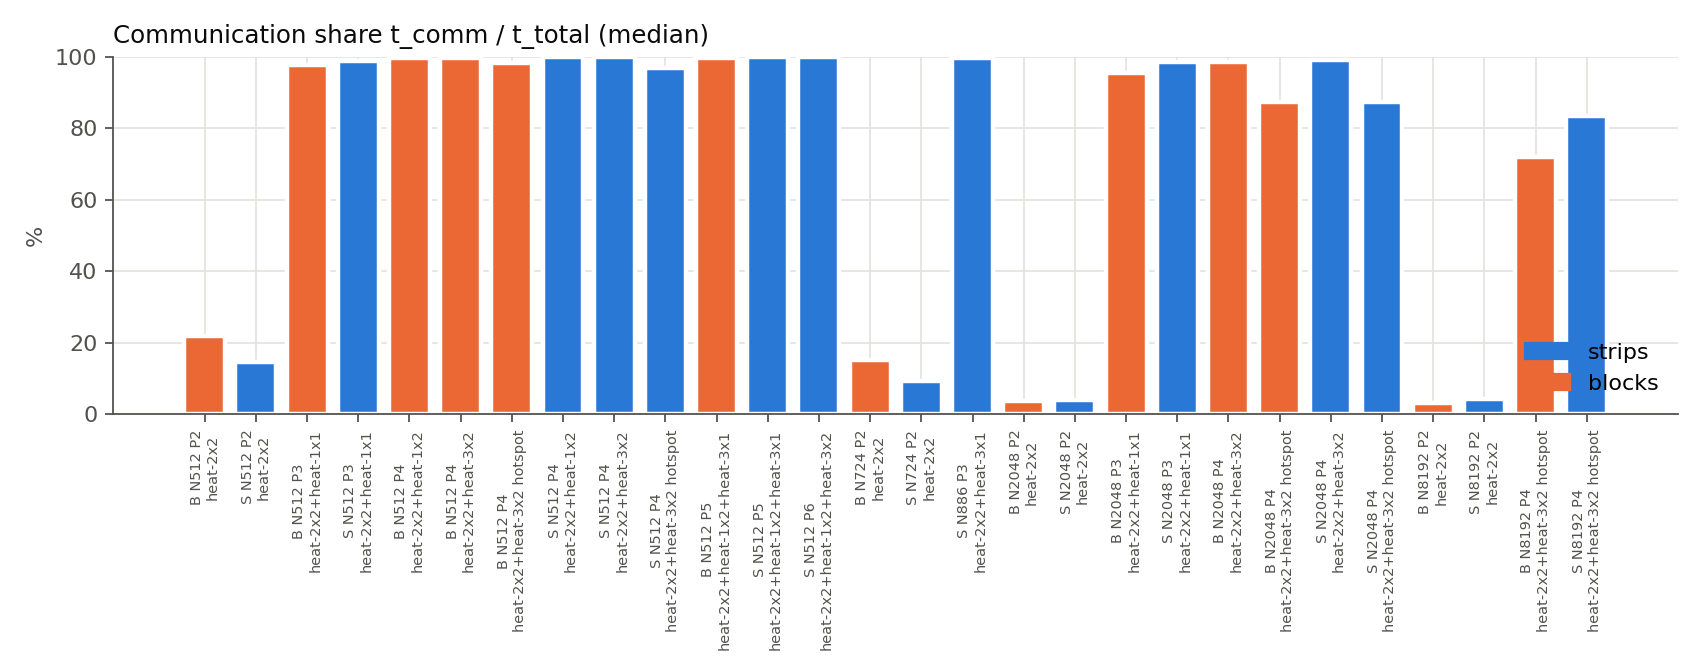 Communication share t_comm / t_total (median)
%
100
80
60
40
20
0
strips
blocks
B N512 P2
heat-2x2
S N512 P2
heat-2x2
B N512 P3
heat-2x2+heat-1x1
S N512 P3
heat-2x2+heat-1x1
B N512 P4
heat-2x2+heat-1x2
B N512 P4
heat-2x2+heat-3x2
B N512 P4
heat-2x2+heat-3x2 hotspot
S N512 P4
heat-2x2+heat-1x2
S N512 P4
heat-2x2+heat-3x2
S N512 P4
heat-2x2+heat-3x2 hotspot
B N512 P5
heat-2x2+heat-1x2+heat-3x1
S N512 P5
heat-2x2+heat-1x2+heat-3x1
S N512 P6
heat-2x2+heat-1x2+heat-3x2
B N724 P2
heat-2x2
S N724 P2
heat-2x2
S N886 P3
heat-2x2+heat-3x1
B N2048 P2
heat-2x2
S N2048 P2
heat-2x2
B N2048 P3
heat-2x2+heat-1x1
S N2048 P3
heat-2x2+heat-1x1
B N2048 P4
heat-2x2+heat-3x2
B N2048 P4
heat-2x2+heat-3x2 hotspot
S N2048 P4
heat-2x2+heat-3x2
S N2048 P4
heat-2x2+heat-3x2 hotspot
B N8192 P2
heat-2x2
S N8192 P2
heat-2x2
B N8192 P4
heat-2x2+heat-3x2 hotspot
S N8192 P4
heat-2x2+heat-3x2 hotspot